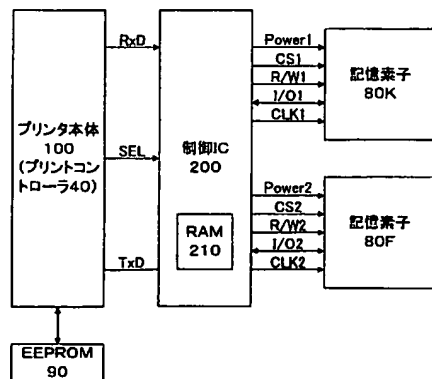 プリンタ本体
100
(プリントコント
ローラ40)
RxD
SEL
TxD
EEPROM
90
制御IC
200
RAM
210
Power1
CS1
R/W1
I/O1
CLK1
記憶素子
80K
Power2
CS2
R/W2
I/O2
CLK2
記憶素子
80F